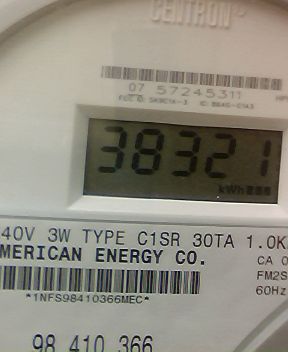 CENTRON
07 57245311
38321
kWh
40V 3W TYPE C1SR 30TA 1.0K
MERICAN ENERGY CO.
CA 0
FM2S
60Hz
*1NFS98410366MEC*
98 410 366